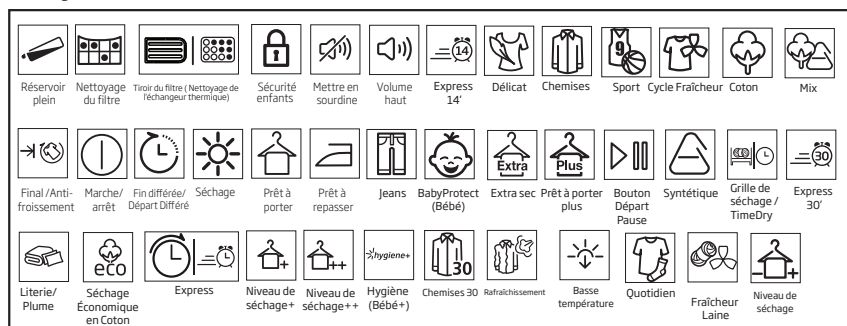 9
14
Réservoir
plein
Nettoyage
du filtre
Tiroir du filtre ( Nettoyage de
l'échangeur thermique)
Sécurité
enfants
Mettre en
sourdine
Volume
haut
Express
14'
Délicat
Chemises
Sport
Cycle Fraîcheur
Coton
Mix
Extra
Plus
30
Final /Anti-
froissement
Marche/
arrêt
Fin différée/
Départ Différé
Séchage
Prêt à
porter
Prêt à
repasser
Jeans
BabyProtect
(Bébé)
Extra sec
Prêt à porter
plus
Bouton
Départ
Pause
Syntétique
Grille de
séchage /
TimeDry
Express
30'
eco
+
++
hygiene+
30
- +
Literie/
Plume
Séchage
Économique
en Coton
Express
Niveau de
séchage+
Niveau de
séchage++
Hygiène
(Bébé+)
Chemises 30
Rafraîchissement
Basse
température
Quotidien
Fraîcheur
Laine
Niveau de
séchage